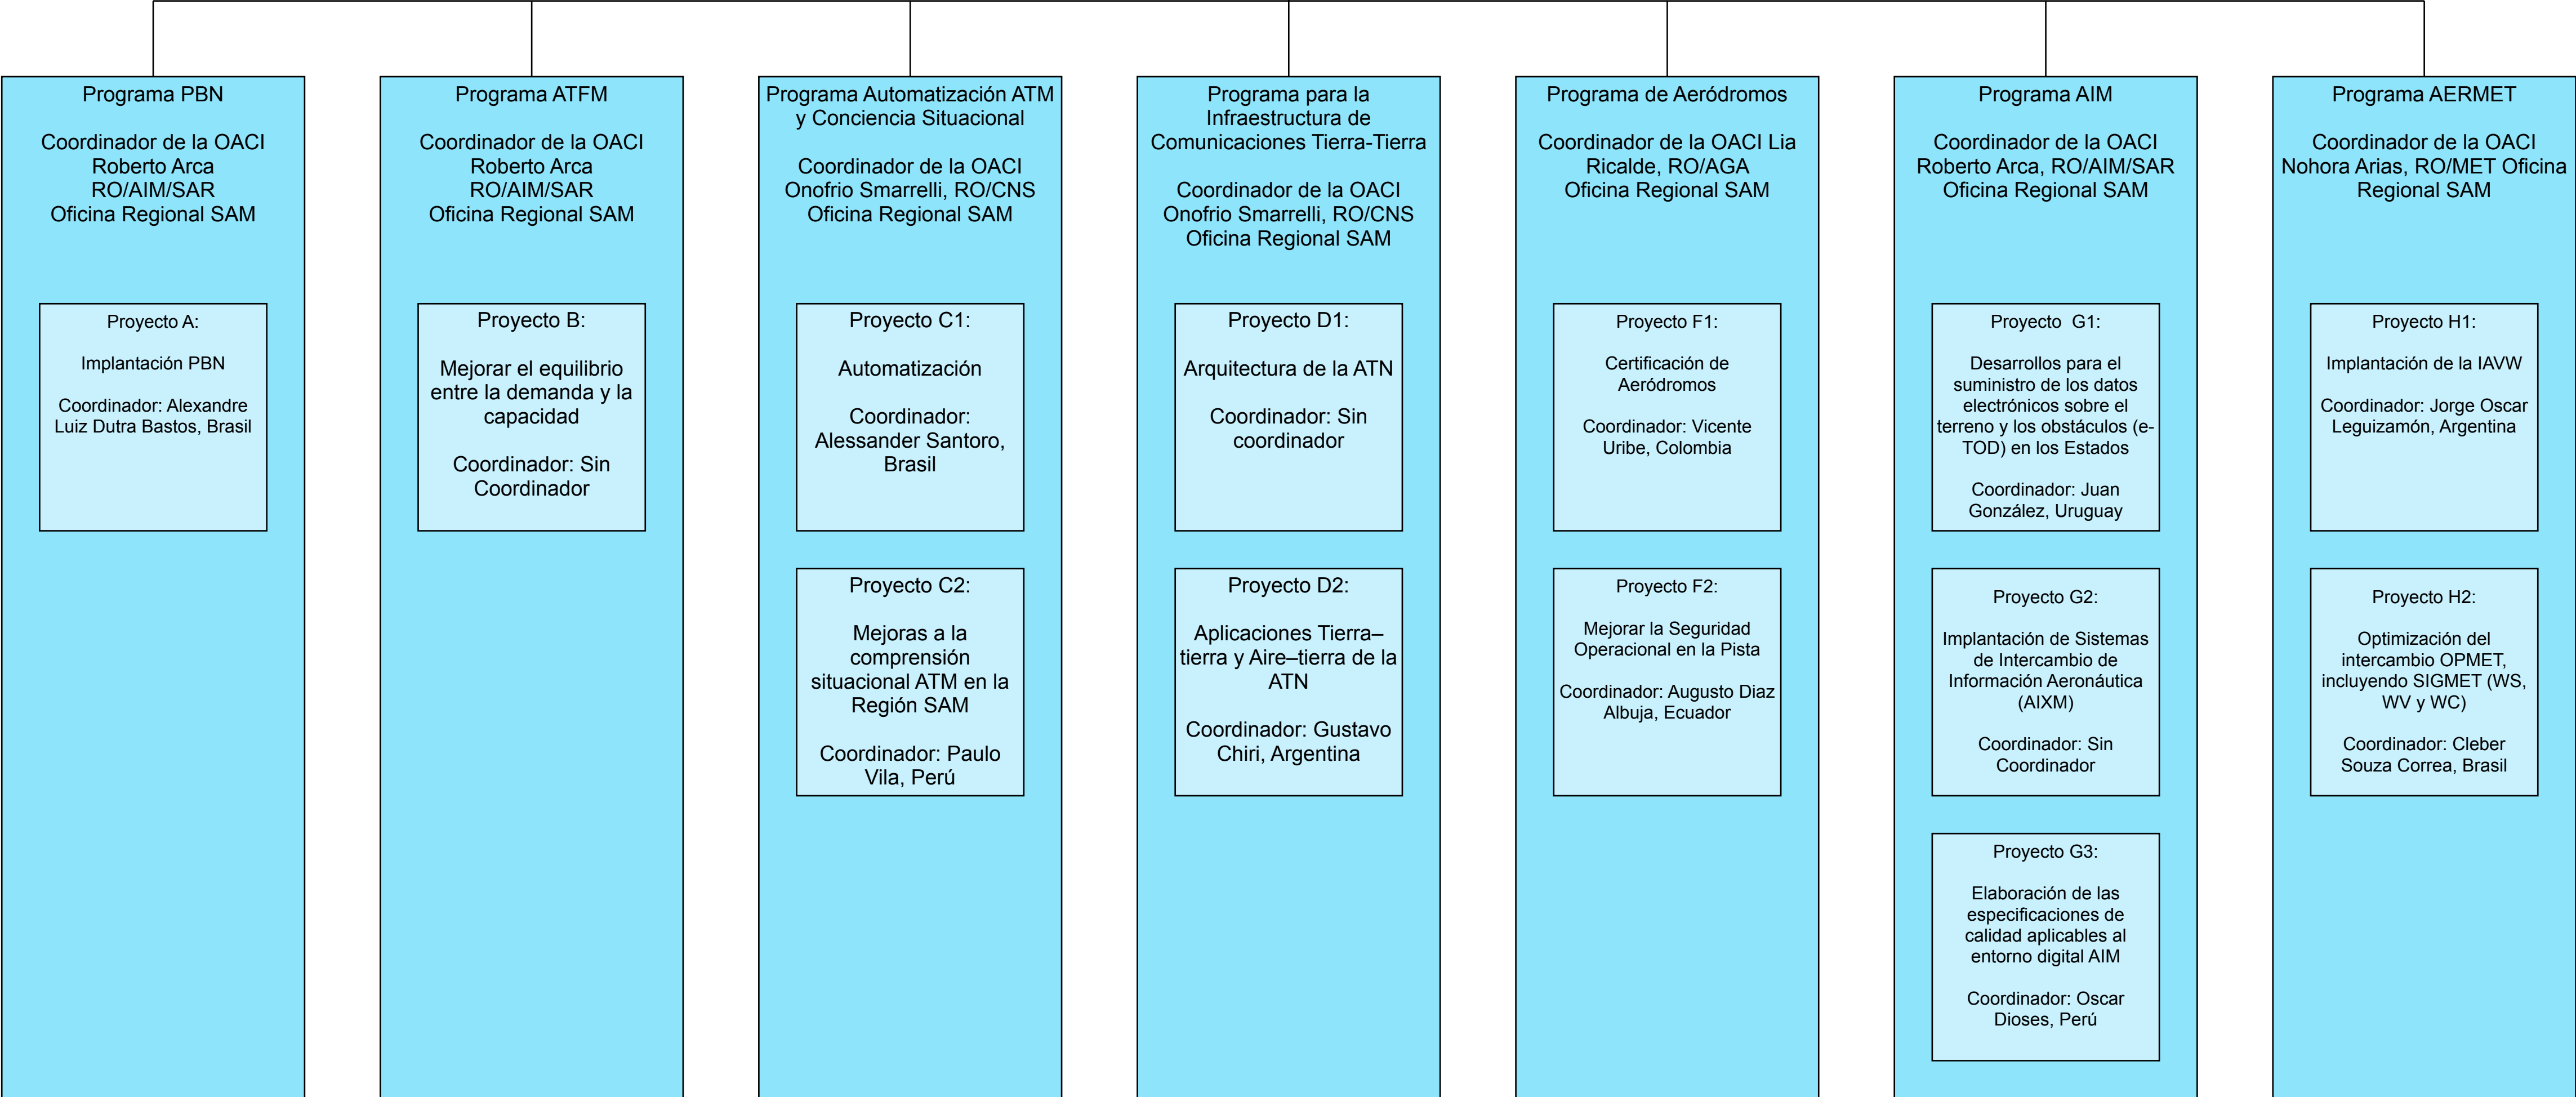 Programa PBN
Coordinador de la OACI
Roberto Arca
RO/AIM/SAR
Oficina Regional SAM
Proyecto A:
Implantación PBN
Coordinador: Alexandre
Luiz Dutra Bastos, Brasil
Programa ATFM
Coordinador de la OACI
Roberto Arca
RO/AIM/SAR
Oficina Regional SAM
Proyecto B:
Mejorar el equilibrio
entre la demanda y la
capacidad
Coordinador: Sin
Coordinador
Programa Automatización ATM
y Conciencia Situacional
Coordinador de la OACI
Onofrio Smarrelli, RO/CNS
Oficina Regional SAM
Proyecto C1:
Automatización
Coordinador:
Alessander Santoro,
Brasil
Proyecto C2:
Mejoras a la
comprensión
situacional ATM en la
Región SAM
Coordinador: Paulo
Vila, Perú
Programa para la
Infraestructura de
Comunicaciones Tierra-Tierra
Coordinador de la OACI
Onofrio Smarrelli, RO/CNS
Oficina Regional SAM
Proyecto D1:
Arquitectura de la ATN
Coordinador: Sin
coordinador
Proyecto D2:
Aplicaciones Tierra–
tierra y Aire–tierra de la
ATN
Coordinador: Gustavo
Chiri, Argentina
Programa de Aeródromos
Coordinador de la OACI Lia
Ricalde, RO/AGA
Oficina Regional SAM
Proyecto F1:
Certificación de
Aeródromos
Coordinador: Vicente
Uribe, Colombia
Proyecto F2:
Mejorar la Seguridad
Operacional en la Pista
Coordinador: Augusto Diaz
Albuja, Ecuador
Programa AIM
Coordinador de la OACI
Roberto Arca, RO/AIM/SAR
Oficina Regional SAM
Proyecto G1:
Desarrollos para el
suministro de los datos
electrónicos sobre el
terreno y los obstáculos (e-
TOD) en los Estados
Coordinador: Juan
González, Uruguay
Proyecto G2:
Implantación de Sistemas
de Intercambio de
Información Aeronáutica
(AIXM)
Coordinador: Sin
Coordinador
Proyecto G3:
Elaboración de las
especificaciones de
calidad aplicables al
entorno digital AIM
Coordinador: Oscar
Dioses, Perú
Programa AERMET
Coordinador de la OACI
Nohora Arias, RO/MET Oficina
Regional SAM
Proyecto H1:
Implantación de la IAVW
Coordinador: Jorge Oscar
Leguizamón, Argentina
Proyecto H2:
Optimización del
intercambio OPMET,
incluyendo SIGMET (WS,
WV y WC)
Coordinador: Cleber
Souza Correa, Brasil